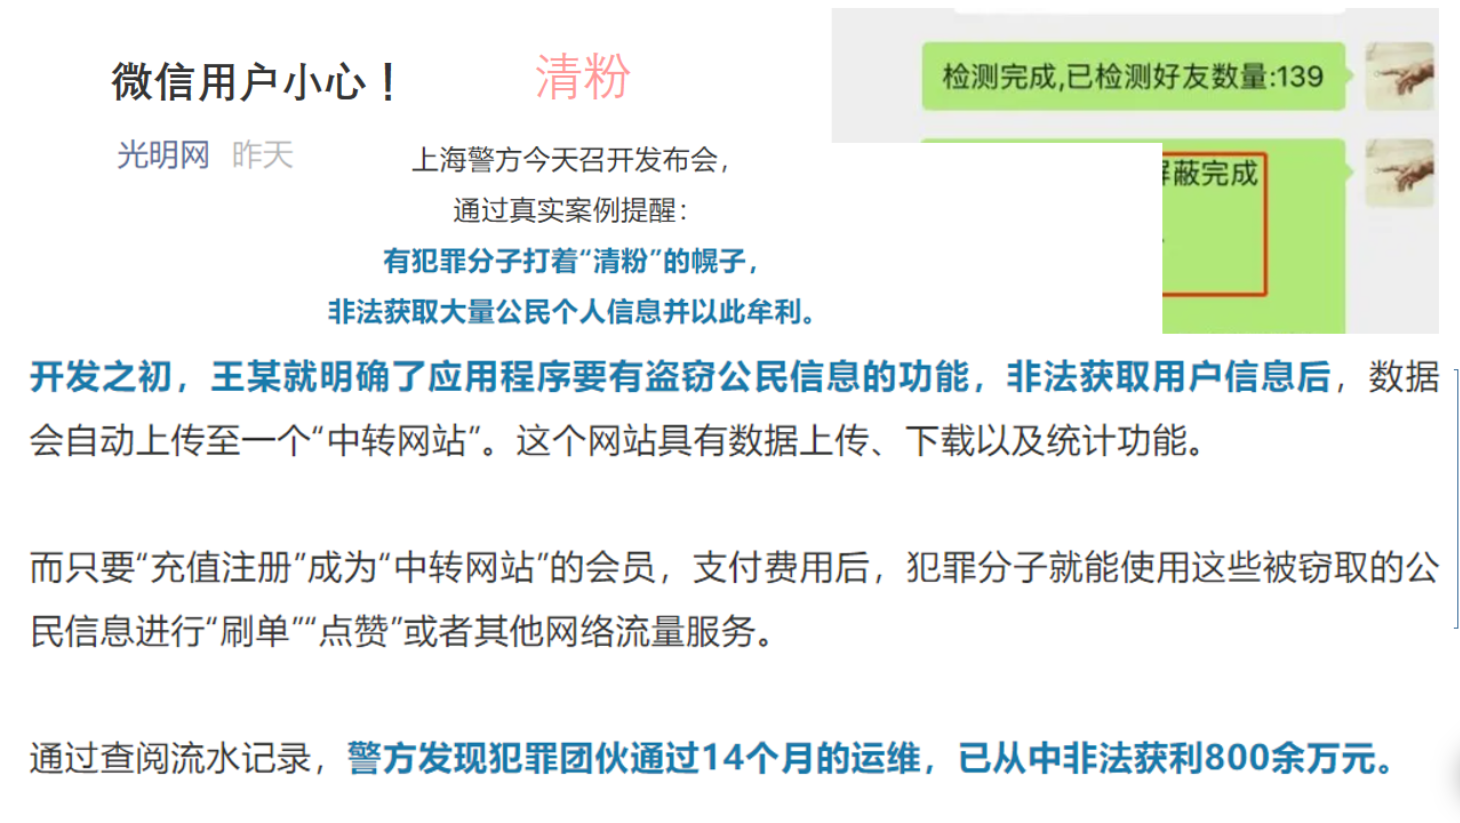 微信用户小心！
清粉
光明网 昨天
检测完成,已检测好友数量:139
蔽完成
上海警方今天召开发布会，
通过真实案例提醒：
有犯罪分子打着“清粉”的幌子，
非法获取大量公民个人信息并以此牟利。
开发之初，王某就明确了应用程序要有盗窃公民信息的功能，非法获取用户信息后，数据
会自动上传至一个“中转网站”。这个网站具有数据上传、下载以及统计功能。
而只要“充值注册”成为“中转网站”的会员，支付费用后，犯罪分子就能使用这些被窃取的公
民信息进行“刷单”“点赞”或者其他网络流量服务。
通过查阅流水记录，警方发现犯罪团伙通过14个月的运维，已从中非法获利800余万元。